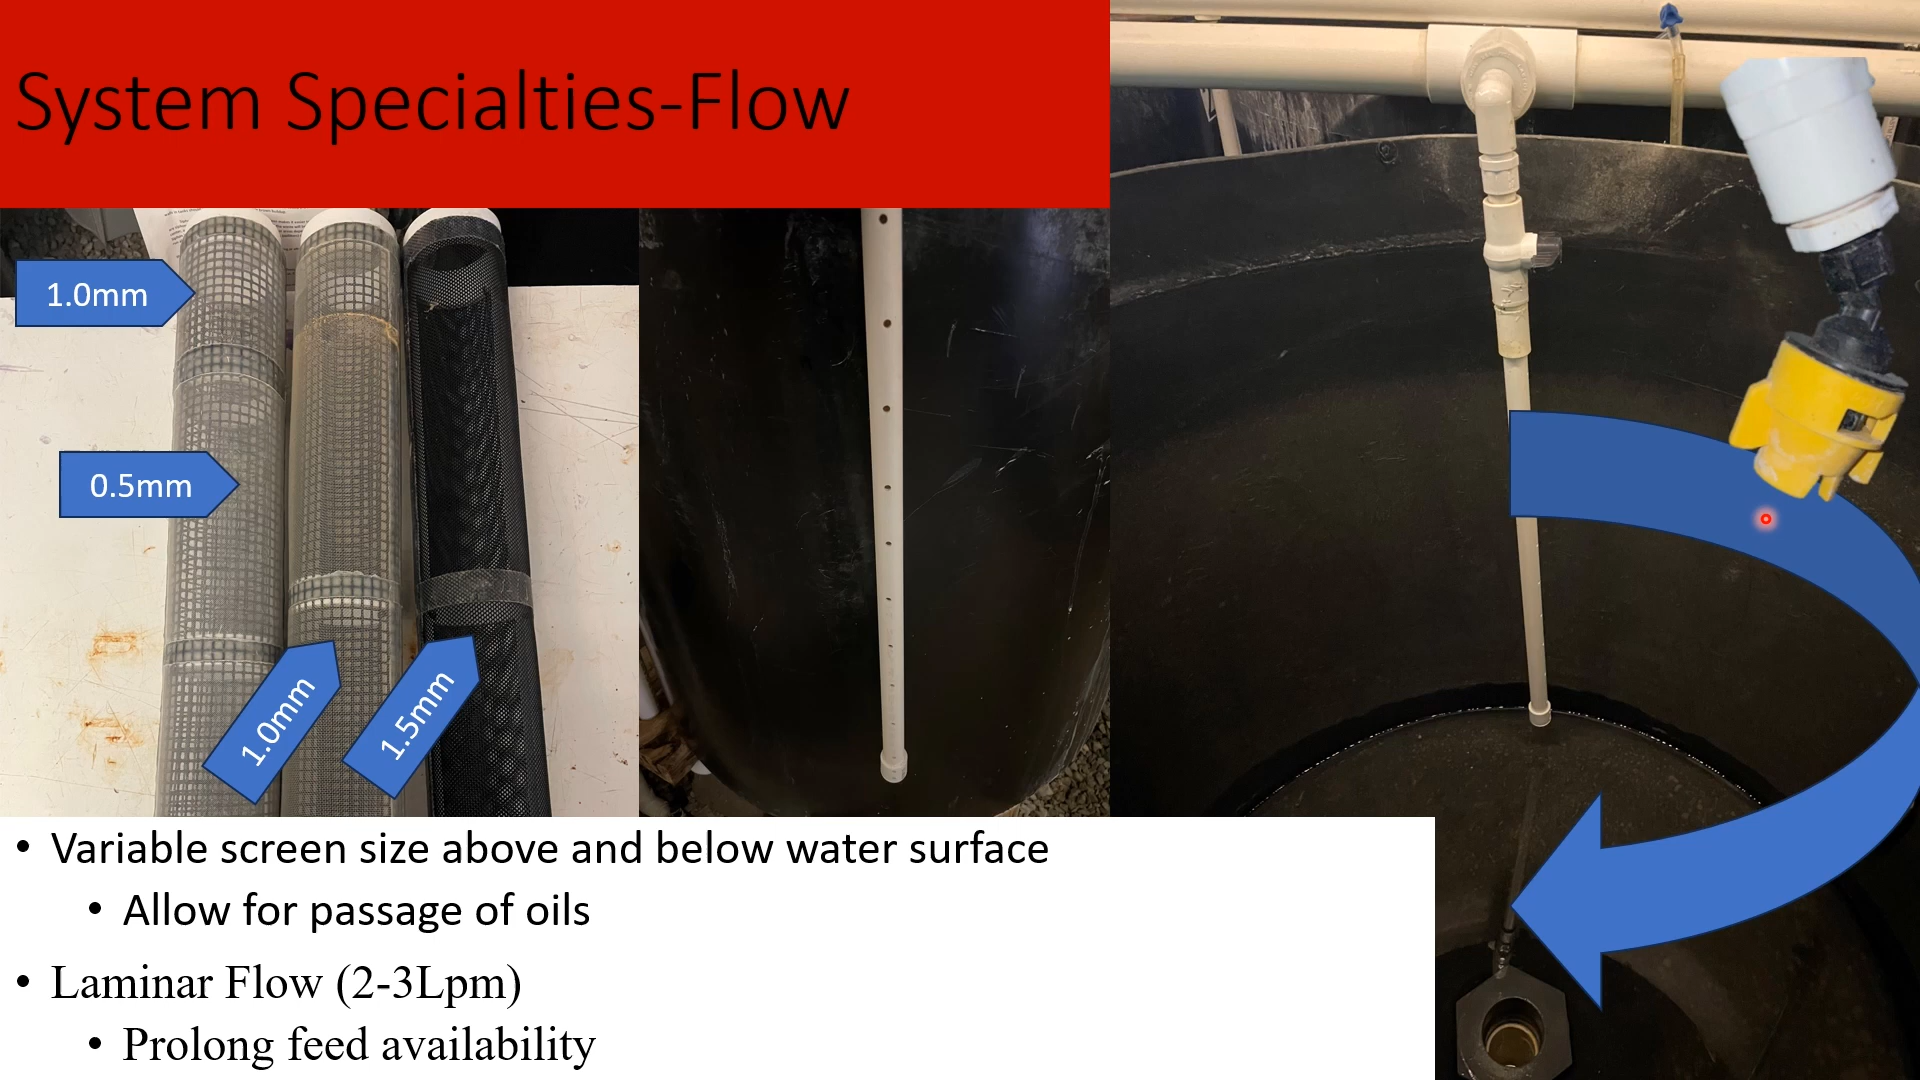 System Specialties-Flow
1.0mm
0.5mm
1.0mm
1.5mm
• Variable screen size above and below water surface
• Allow for passage of oils
• Laminar Flow (2-3Lpm)
• Prolong feed availability